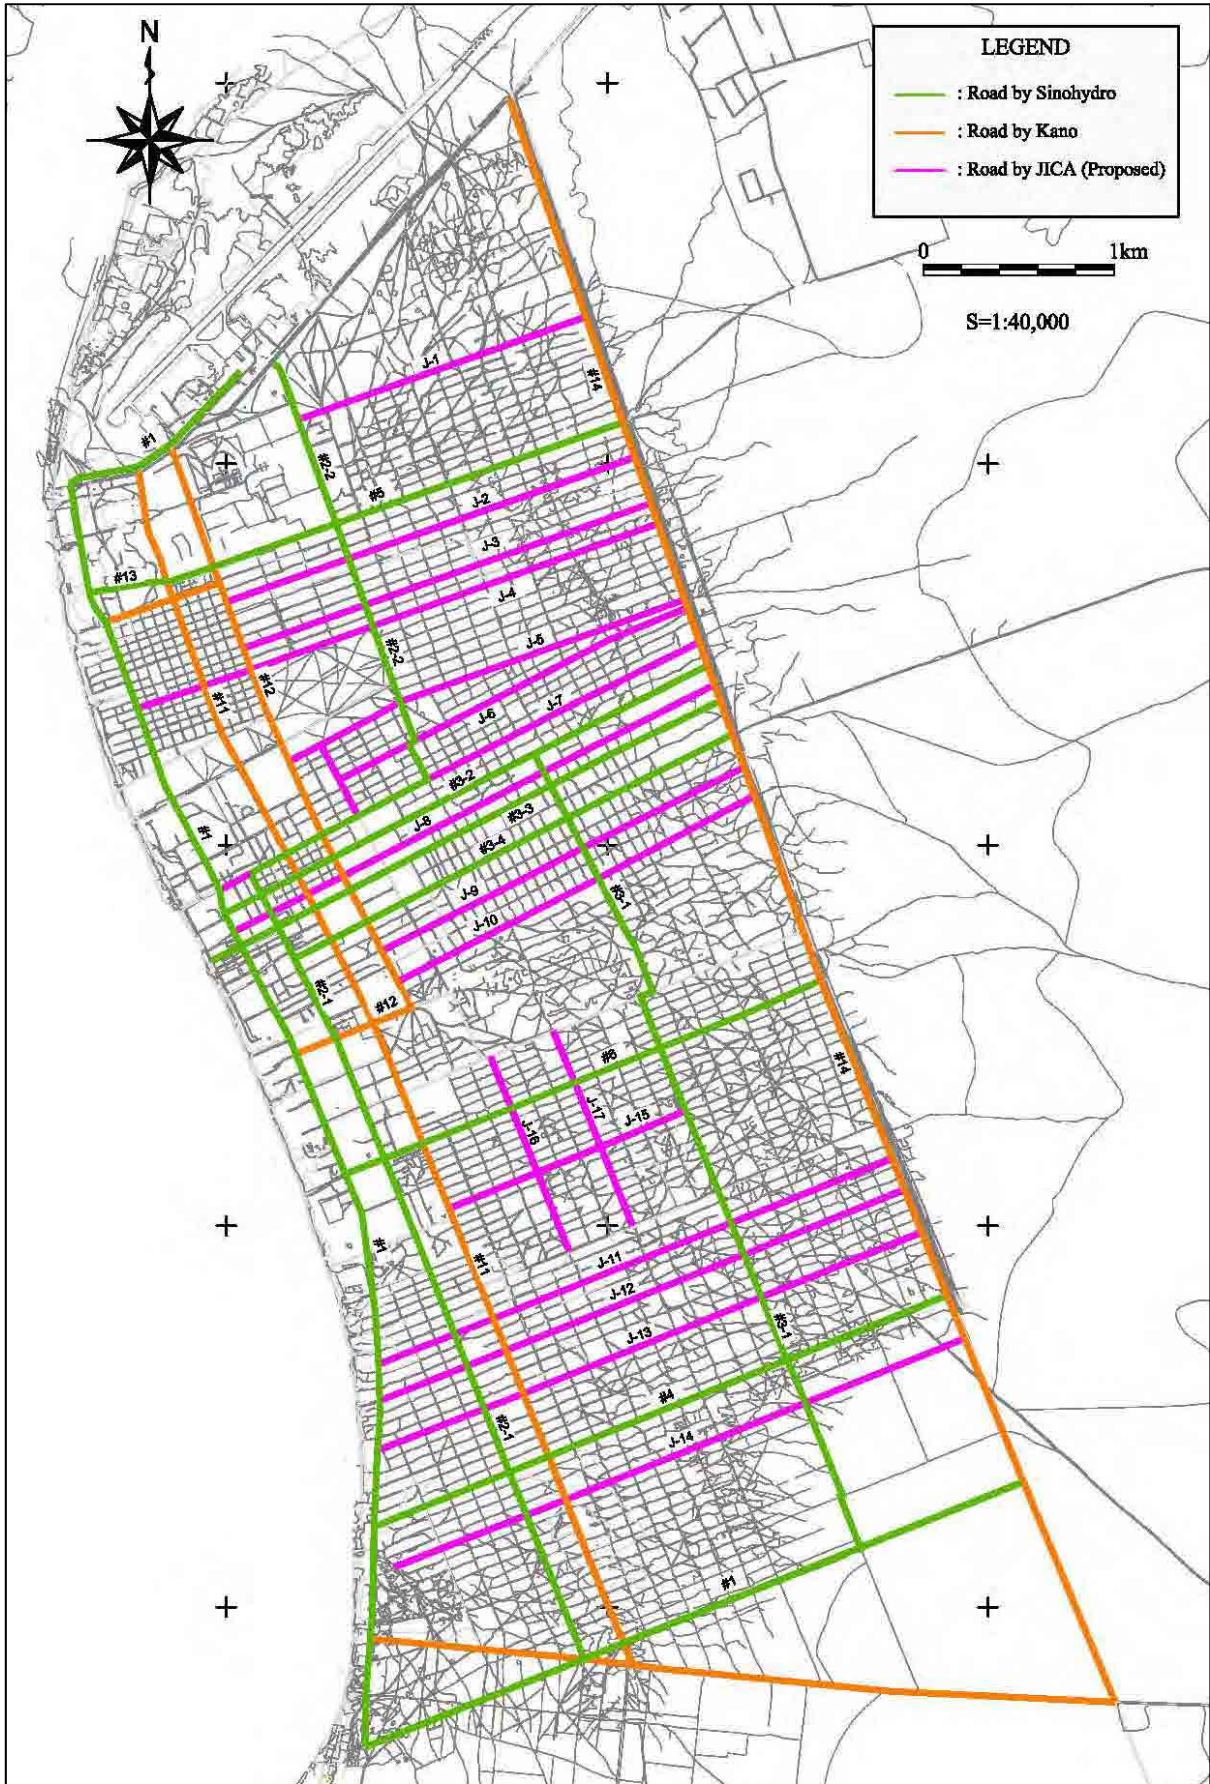 N
LEGEND
: Road by Sinohydro
: Road by Kano
: Road by JICA (Proposed)
0 1km
S=1:40,000
J-1
#14
#1
#2-2
#5
J-2
J-3
#13
J-4
#2-2
J-5
#12
#11
J-6
J-7
#3-2
#1
J-8
#3-3
#3-4
J-9
#3-1
J-10
#2-1
#12
#6
#14
J-17
J-15
J-16
#1
#11
J-11
J-12
J-13
#3-1
#4
#2-1
J-14
#1